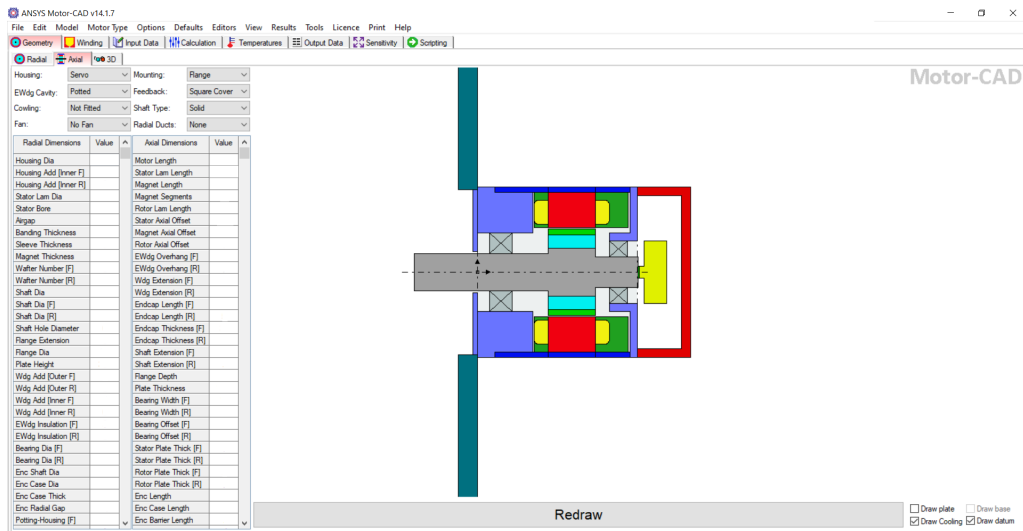 ANSYS Motor-CAD v14.1.7
File Edit Model Motor Type Options Defaults Editors View Results Tools Licence Print Help
Geometry Winding Input Data Calculation Temperatures Output Data Sensitivity Scripting
Radial Axial 3D
Housing: Servo Mounting: Flange
EWdg Cavity: Potted Feedback: Square Cover
Cowling: Not Fitted Shaft Type: Solid
Fan: No Fan Radial Ducts: None
Motor-CAD
Radial Dimensions Value Axial Dimensions Value
Housing Dia Motor Length
Housing Add [Inner F] Stator Lam Length
Housing Add [Inner R] Magnet Length
Stator Lam Dia Magnet Segments
Stator Bore Rotor Lam Length
Airgap Stator Axial Offset
Banding Thickness Magnet Axial Offset
Sleeve Thickness Rotor Axial Offset
Magnet Thickness EWdg Overhang [F]
Wafter Number [F] EWdg Overhang [R]
Wafter Number [R] Wdg Extension [F]
Shaft Dia Wdg Extension [R]
Shaft Dia [F] Endcap Length [F]
Shaft Dia [R] Endcap Length [R]
Shaft Hole Diameter Endcap Thickness [F]
Flange Extension Endcap Thickness [R]
Flange Dia Shaft Extension [F]
Plate Height Shaft Extension [R]
Wdg Add [Outer F] Flange Depth
Wdg Add [Outer R] Plate Thickness
Wdg Add [Inner F] Bearing Width [F]
Wdg Add [Inner R] Bearing Width [R]
EWdg Insulation [F] Bearing Offset [F]
EWdg Insulation [R] Bearing Offset [R]
Bearing Dia [F] Stator Plate Thick [F]
Bearing Dia [R] Stator Plate Thick [R]
Enc Shaft Dia Rotor Plate Thick [F]
Enc Case Dia Rotor Plate Thick [R]
Enc Case Thick Enc Length
Enc Radial Gap Enc Case Length
Potting-Housing [F] Enc Barrier Length
Redraw
Draw plate Draw base
Draw Cooling Draw datum